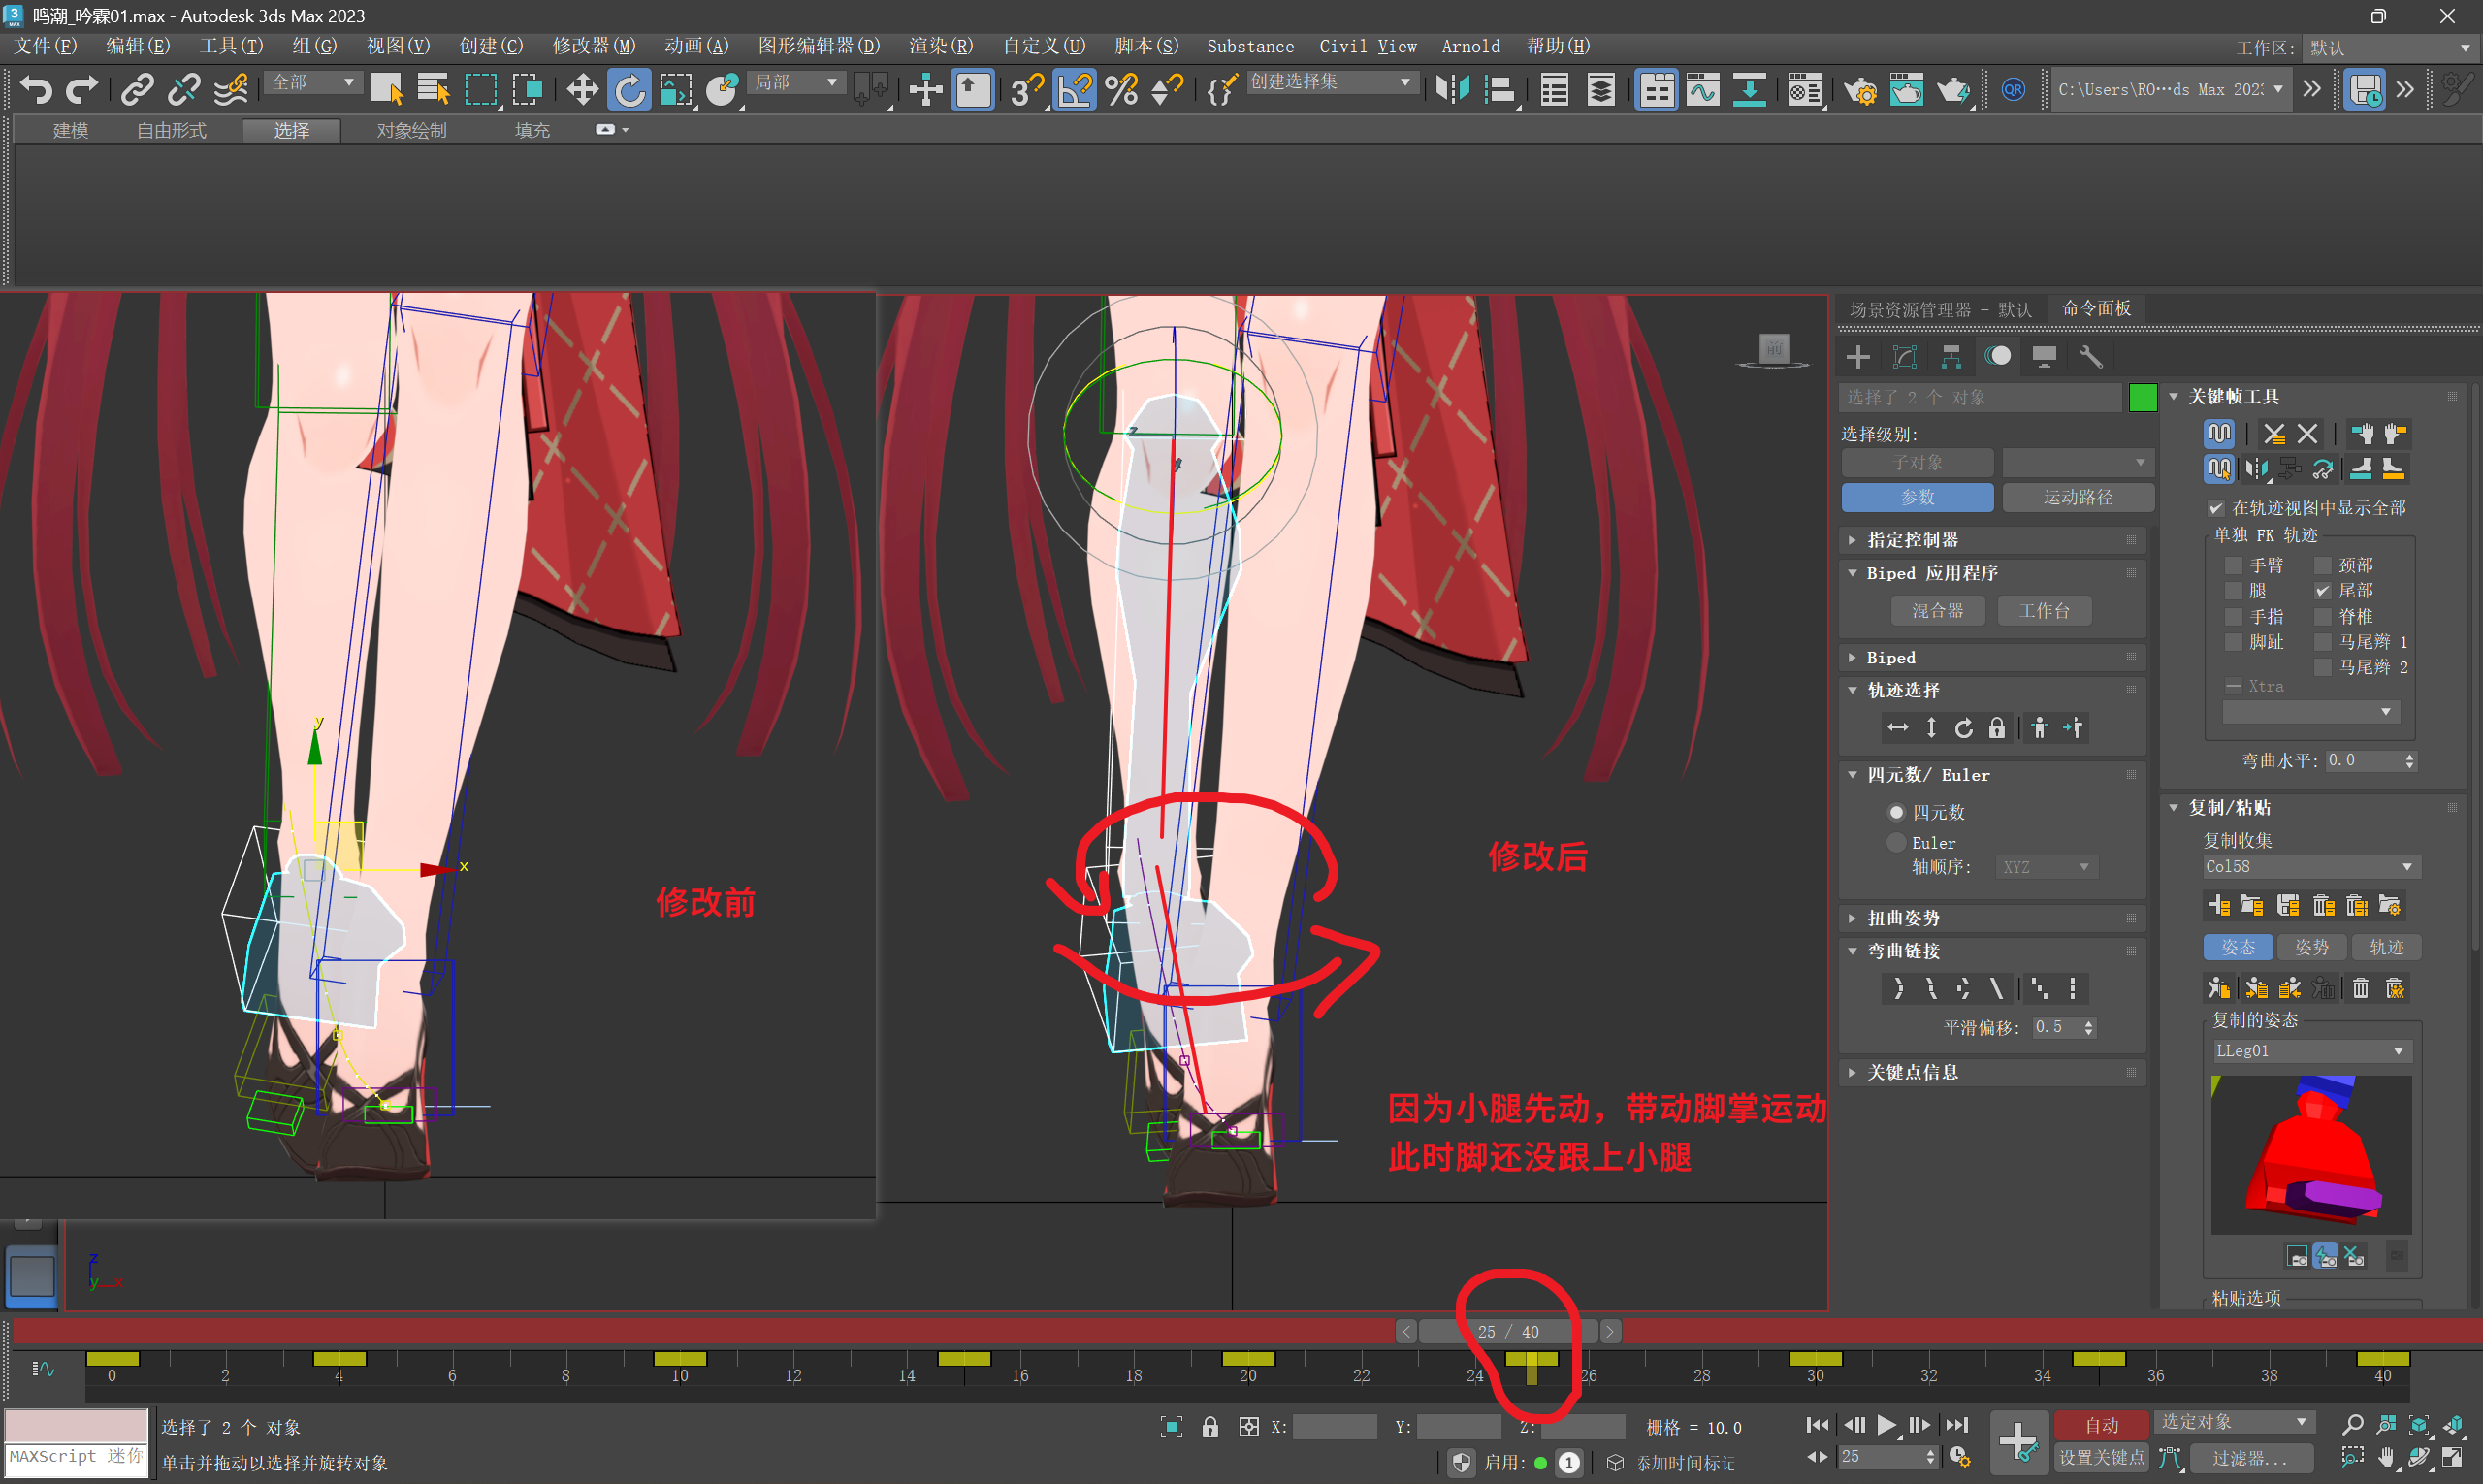 鸣潮_吟霖01.max - Autodesk 3ds Max 2023
文件(F) 编辑(E) 工具(T) 组(G) 视图(V) 创建(C) 修改器(M) 动画(A) 图形编辑器(D) 渲染(R) 自定义(U) 脚本(S) Substance Civil View Arnold 帮助(H)
工作区: 默认
全部 局部 创建选择集 C:\Users\RO···ds Max 202
建模 自由形式 选择 对象绘制 填充
场景资源管理器 - 默认 命令面板
前
选择了 2 个 对象
选择级别:
子对象
参数 运动路径
指定控制器
Biped 应用程序
混合器 工作台
Biped
轨迹选择
四元数/ Euler
四元数
Euler
轴顺序: XYZ
扭曲姿势
弯曲链接
平滑偏移: 0.5
关键点信息
关键帧工具
在轨迹视图中显示全部
单独 FK 轨迹
手臂 颈部
腿 尾部
手指 脊椎
脚趾 马尾辫 1
马尾辫 2
Xtra
弯曲水平: 0.0
复制/粘贴
复制收集
Col58
姿态 姿势 轨迹
复制的姿态
LLeg01
粘贴选项
修改前
修改后
因为小腿先动，带动脚掌运动
此时脚还没跟上小腿
y
x
z
z
y x
25 / 40
0 2 4 6 8 10 12 14 16 18 20 22 24 26 28 30 32 34 36 38 40
选择了 2 个 对象
X: Y: Z: 栅格 = 10.0
自动 选定对象
MAXScript 迷你
单击并拖动以选择并旋转对象
启用: 1 添加时间标记
25
设置关键点 过滤器...